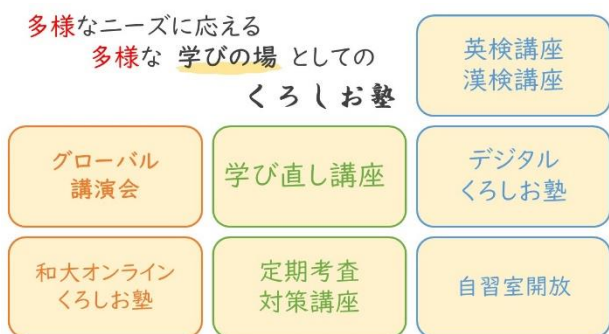 多様なニーズに応える
多様な 学びの場 としての
くろしお塾
英検講座
漢検講座
グローバル
講演会
学び直し講座
デジタル
くろしお塾
和大オンライン
くろしお塾
定期考査
対策講座
自習室開放